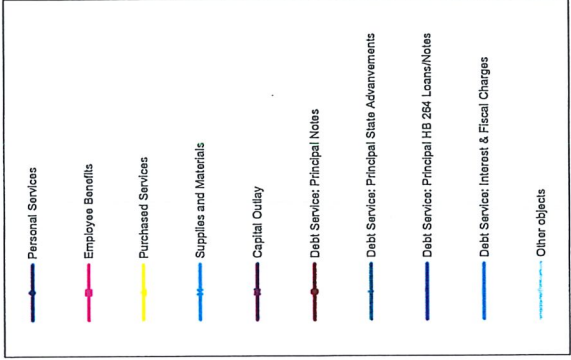 Personal Services
Employee Benefits
Purchased Services
Supplies and Materials
Capital Outlay
Debt Service: Principal Notes
Debt Service: Principal State Advanvements
Debt Service: Principal HB 264 Loans/Notes
Debt Service: Interest & Fiscal Charges
Other objects